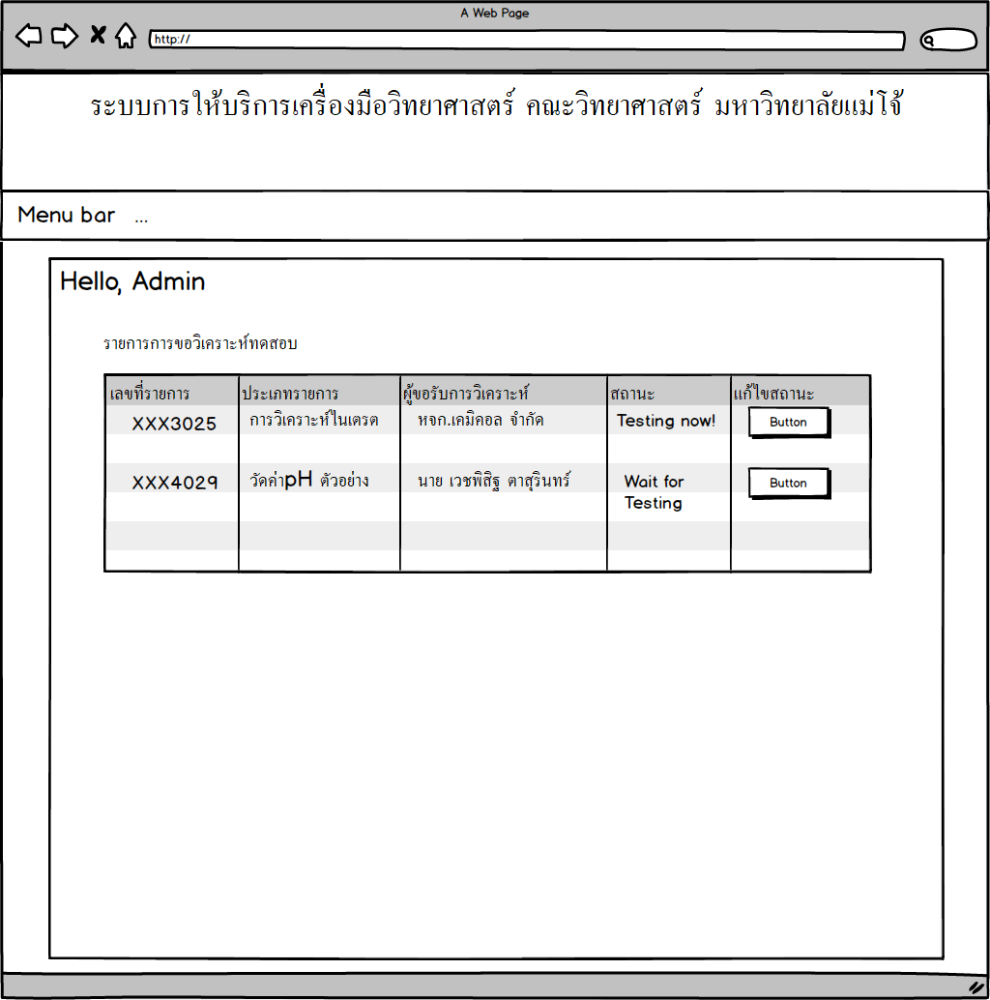 A Web Page
http://
ระบบการให้บริการเครื่องมือวิทยาศาสตร์ คณะวิทยาศาสตร์ มหาวิทยาลัยแม่โจ้
Menu bar ...
Hello, Admin
รายการการขอวิเคราะห์ทดสอบ
เลขที่รายการ ประเภทรายการ ผู้ขอรับการวิเคราะห์ สถานะ แก้ไขสถานะ
XXX3025 การวิเคราะห์ไนเตรต หจก.เคมิคอล จำกัด Testing now! Button
XXX4029 วัดค่าpH ตัวอย่าง นาย เวชพิสิฐ ตาสุรินทร์ Wait for Button
Testing